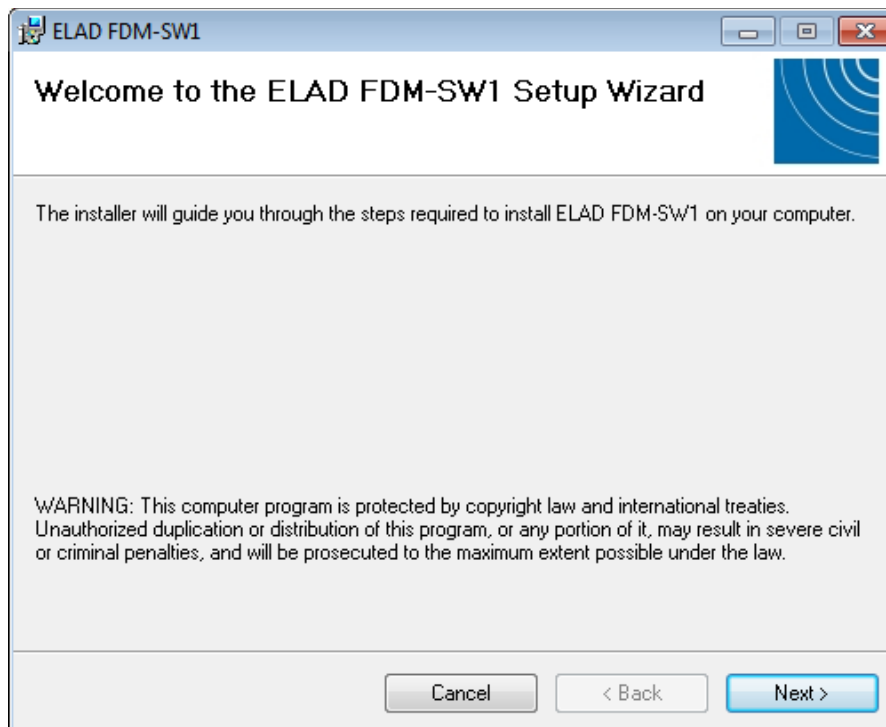 ELAD FDM-SW1
Welcome to the ELAD FDM-SW1 Setup Wizard
The installer will guide you through the steps required to install ELAD FDM-SW1 on your computer.
WARNING: This computer program is protected by copyright law and international treaties.
Unauthorized duplication or distribution of this program, or any portion of it, may result in severe civil
or criminal penalties, and will be prosecuted to the maximum extent possible under the law.
Cancel
< Back
Next >